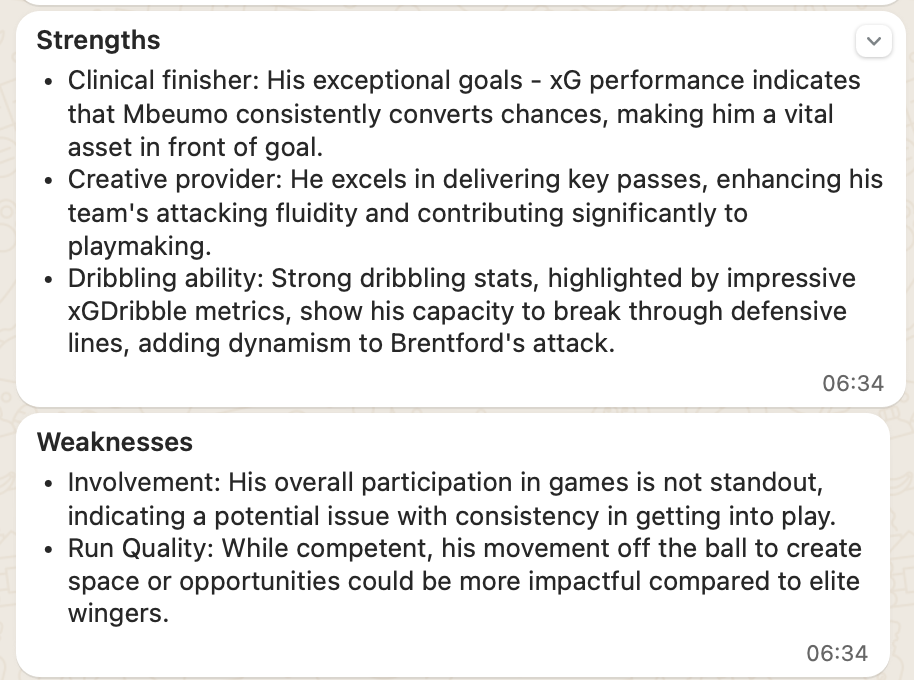 Strengths
• Clinical finisher: His exceptional goals - xG performance indicates
that Mbeumo consistently converts chances, making him a vital
asset in front of goal.
• Creative provider: He excels in delivering key passes, enhancing his
team's attacking fluidity and contributing significantly to
playmaking.
• Dribbling ability: Strong dribbling stats, highlighted by impressive
xGDribble metrics, show his capacity to break through defensive
lines, adding dynamism to Brentford's attack.
06:34
Weaknesses
• Involvement: His overall participation in games is not standout,
indicating a potential issue with consistency in getting into play.
• Run Quality: While competent, his movement off the ball to create
space or opportunities could be more impactful compared to elite
wingers.
06:34